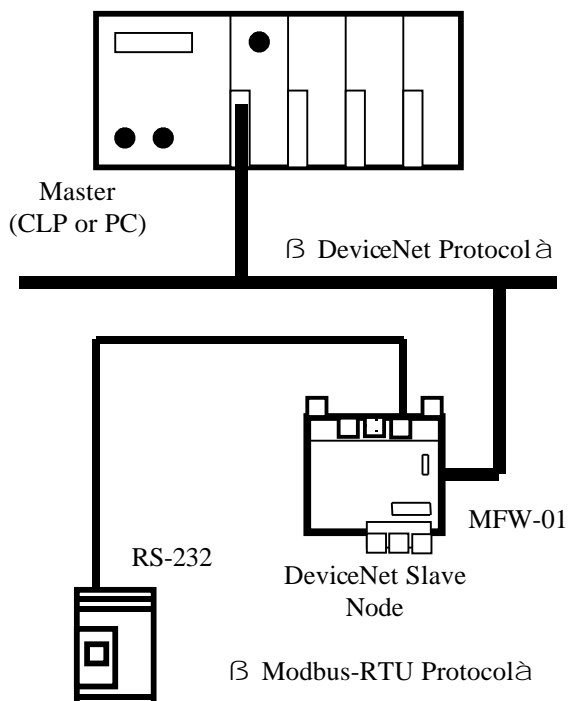 Master
(CLP or PC)
ß DeviceNet Protocol à
MFW-01
RS-232
DeviceNet Slave
Node
ß Modbus-RTU Protocol à